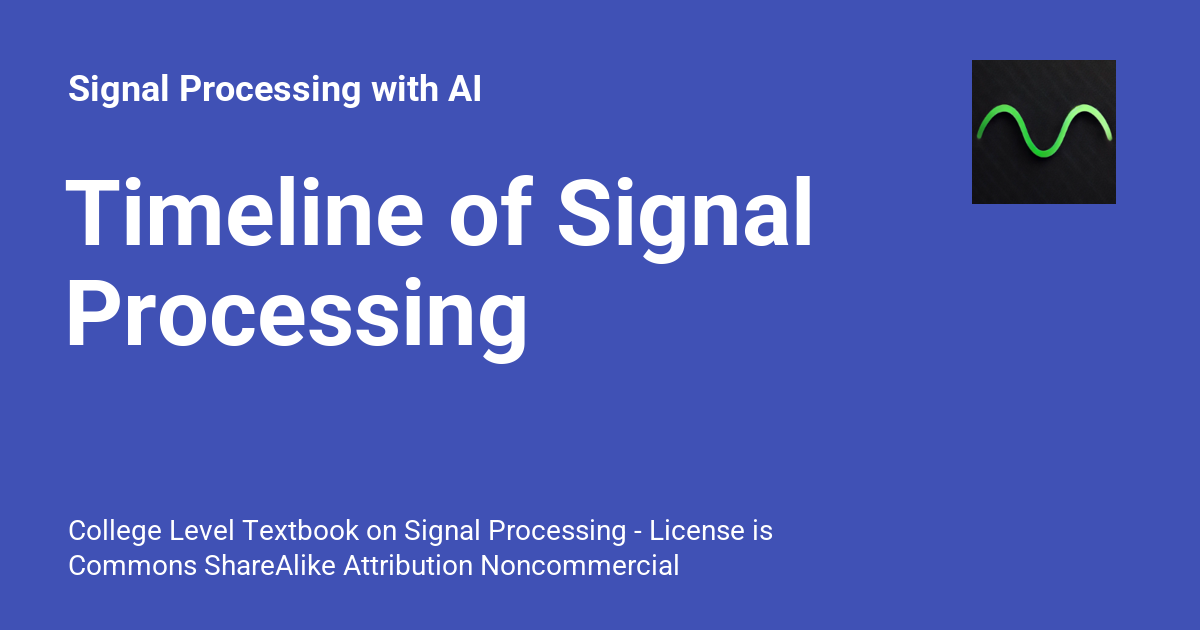 Signal Processing with AI
Timeline of Signal
Processing
College Level Textbook on Signal Processing - License is
Commons ShareAlike Attribution Noncommercial